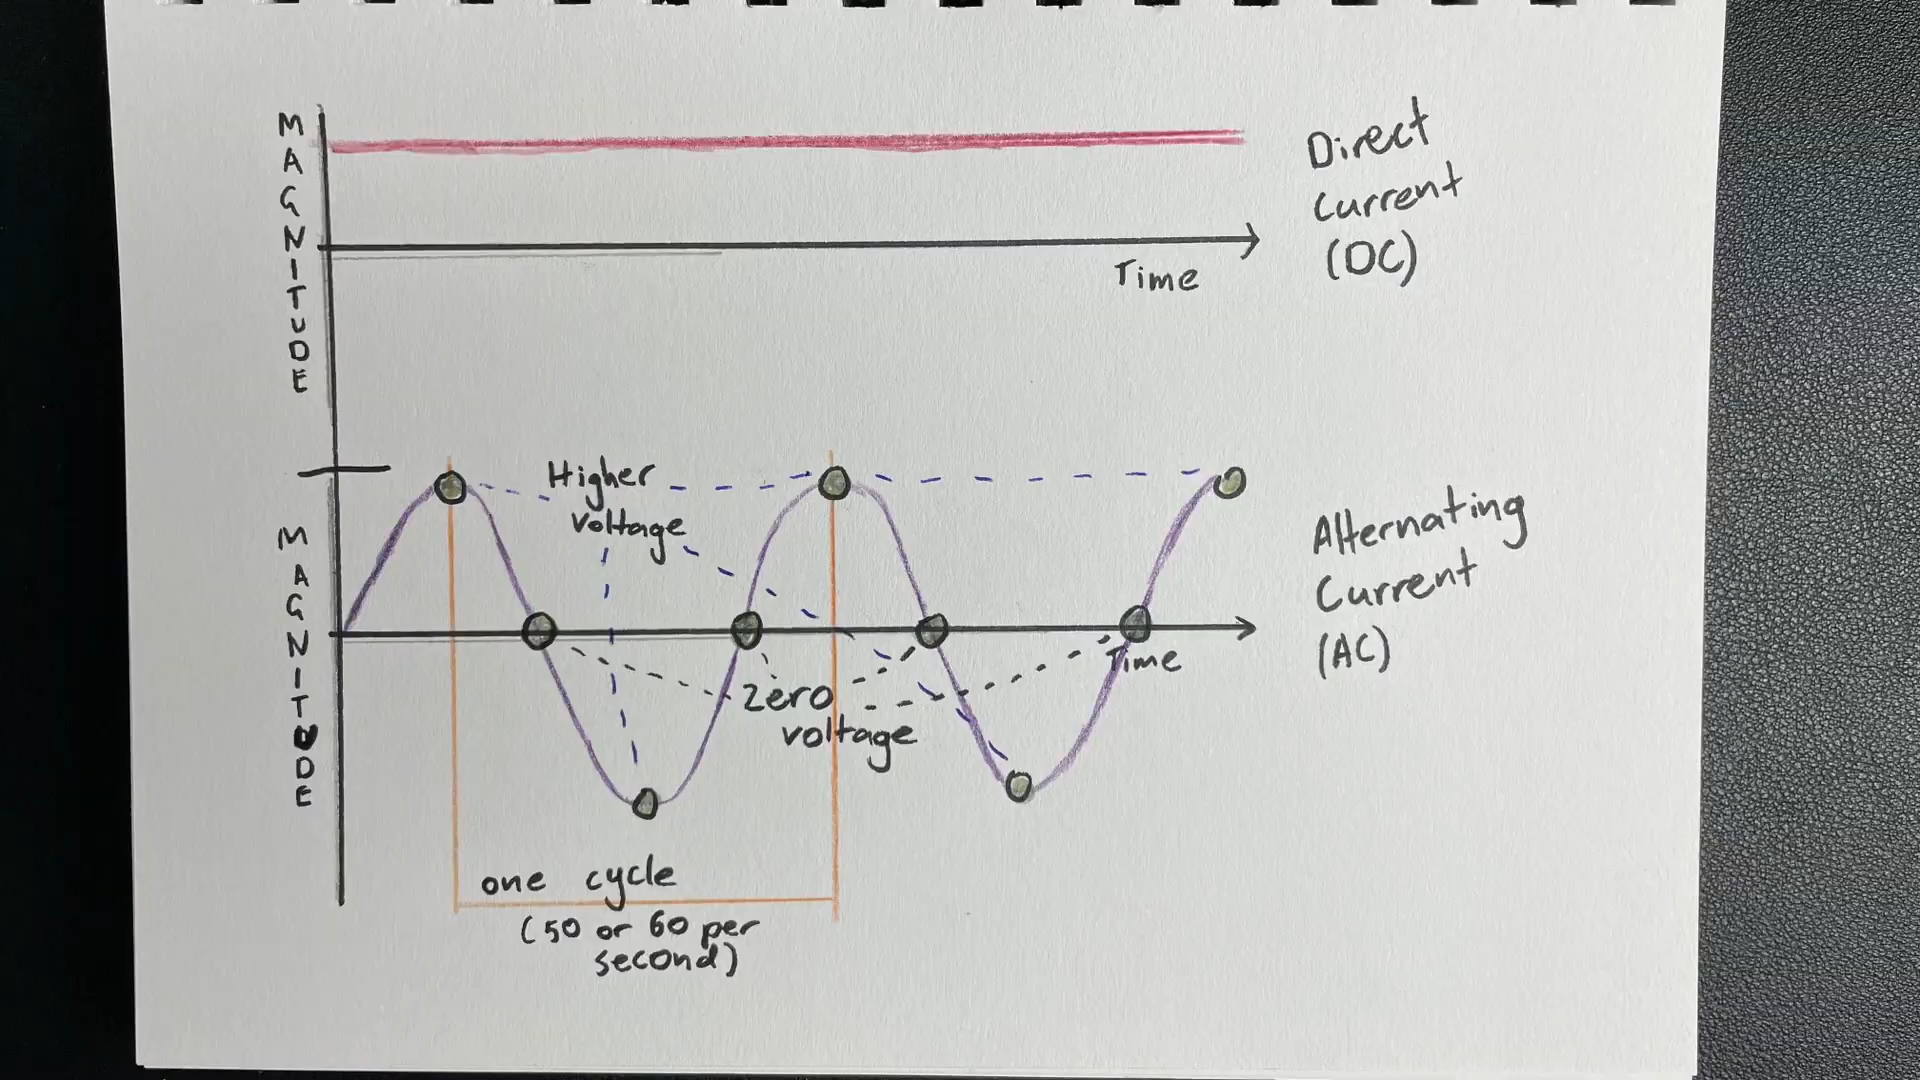 MAGNITUDE
Direct
Current
(DC)
Time
MAGNITUDE
Higher
voltage
Alternating
Current
(AC)
Time
Zero
voltage
one cycle
(50 or 60 per
second)